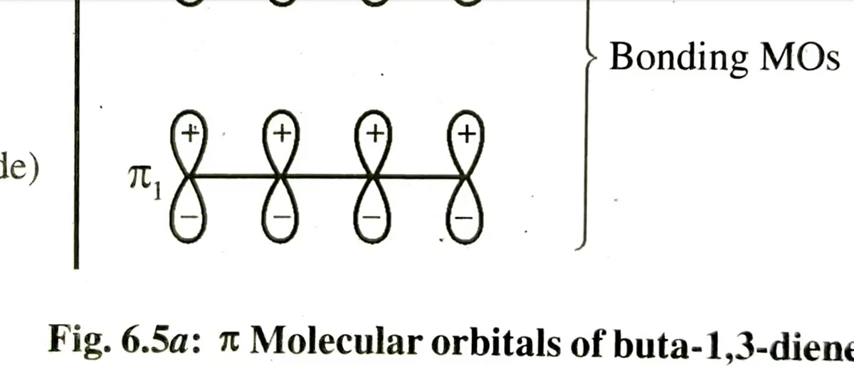 Bonding MOs
+ + + +
de)
π₁
− − − −
Fig. 6.5a: π Molecular orbitals of buta-1,3-diene